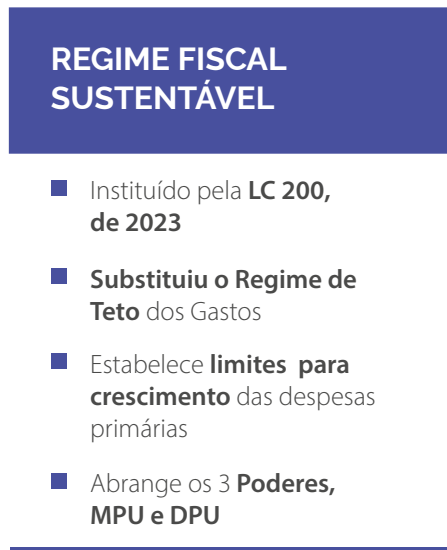 REGIME FISCAL
SUSTENTÁVEL
Instituído pela LC 200,
de 2023
Substituiu o Regime de
Teto dos Gastos
Estabelece limites para
crescimento das despesas
primárias
Abrange os 3 Poderes,
MPU e DPU